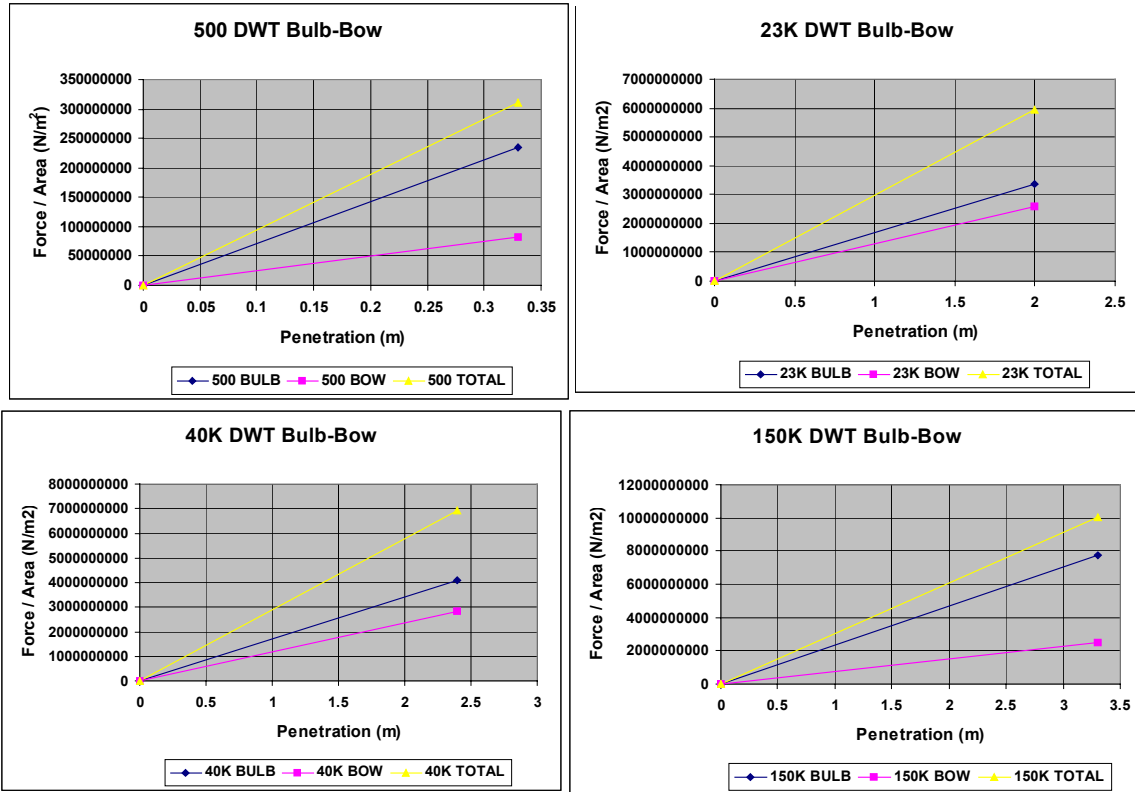 500 DWT Bulb-Bow
350000000
300000000
250000000
200000000
150000000
100000000
50000000
0
Force / Area (N/m²)
0 0.05 0.1 0.15 0.2 0.25 0.3 0.35
Penetration (m)
500 BULB 500 BOW 500 TOTAL
23K DWT Bulb-Bow
7000000000
6000000000
5000000000
4000000000
3000000000
2000000000
1000000000
0
Force / Area (N/m2)
0 0.5 1 1.5 2 2.5
Penetration (m)
23K BULB 23K BOW 23K TOTAL
40K DWT Bulb-Bow
8000000000
7000000000
6000000000
5000000000
4000000000
3000000000
2000000000
1000000000
0
Force / Area (N/m2)
0 0.5 1 1.5 2 2.5 3
Penetration (m)
40K BULB 40K BOW 40K TOTAL
150K DWT Bulb-Bow
12000000000
10000000000
8000000000
6000000000
4000000000
2000000000
0
Force / Area (N/m2)
0 0.5 1 1.5 2 2.5 3 3.5
Penetration (m)
150K BULB 150K BOW 150K TOTAL